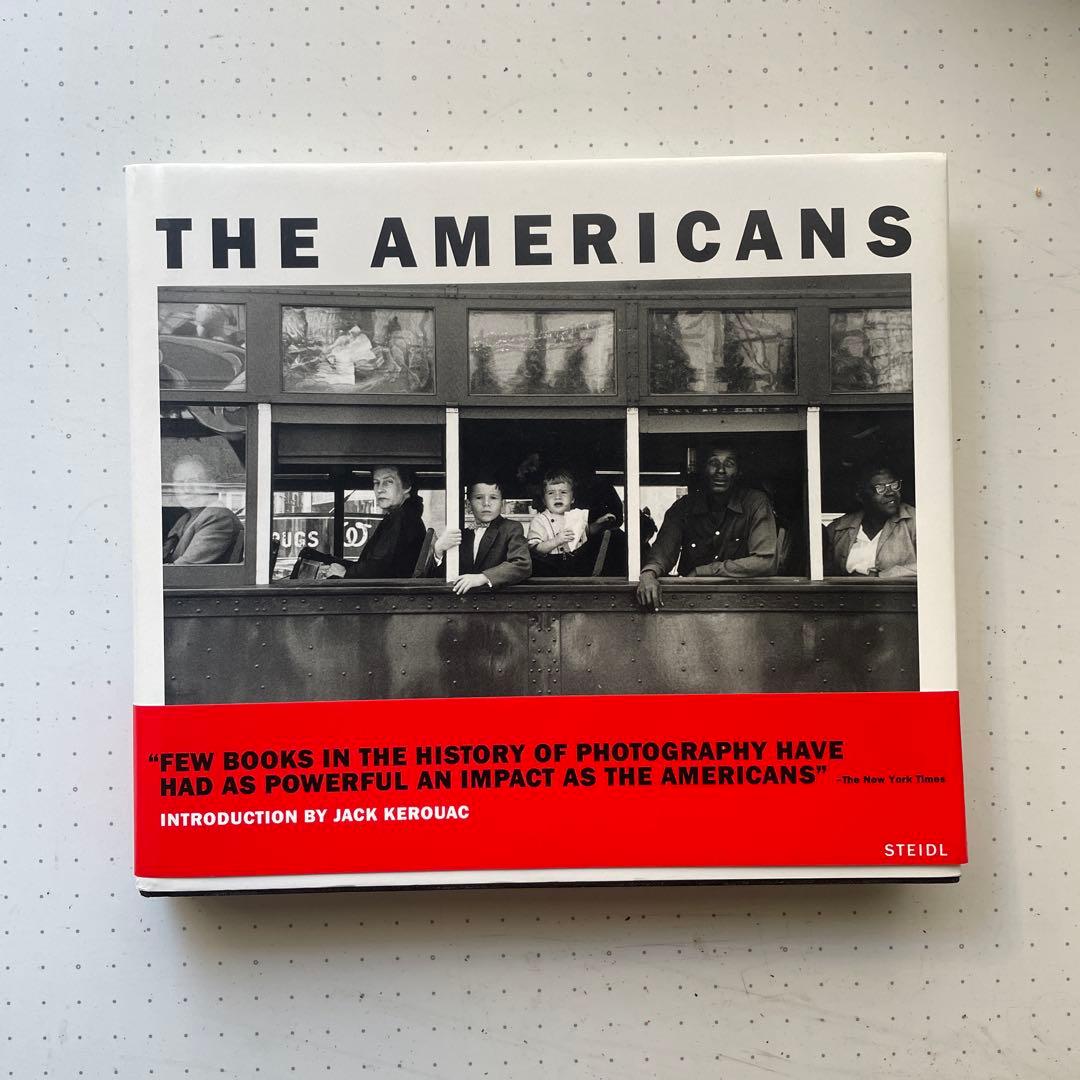 THE AMERICANS
UGS
“FEW BOOKS IN THE HISTORY OF PHOTOGRAPHY HAVE
HAD AS POWERFUL AN IMPACT AS THE AMERICANS” –The New York Times
INTRODUCTION BY JACK KEROUAC
STEIDL